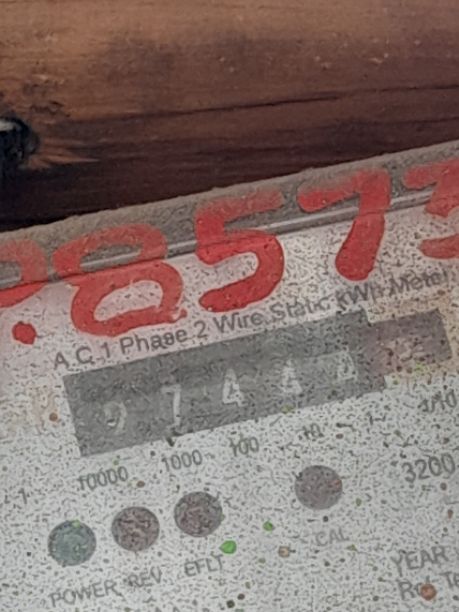 P.8573
A.C.1 Phase 2 Wire Static kWh Meter
10000 1000 100 10 1/10
3200
POWER REV EFLT CAL
YEAR